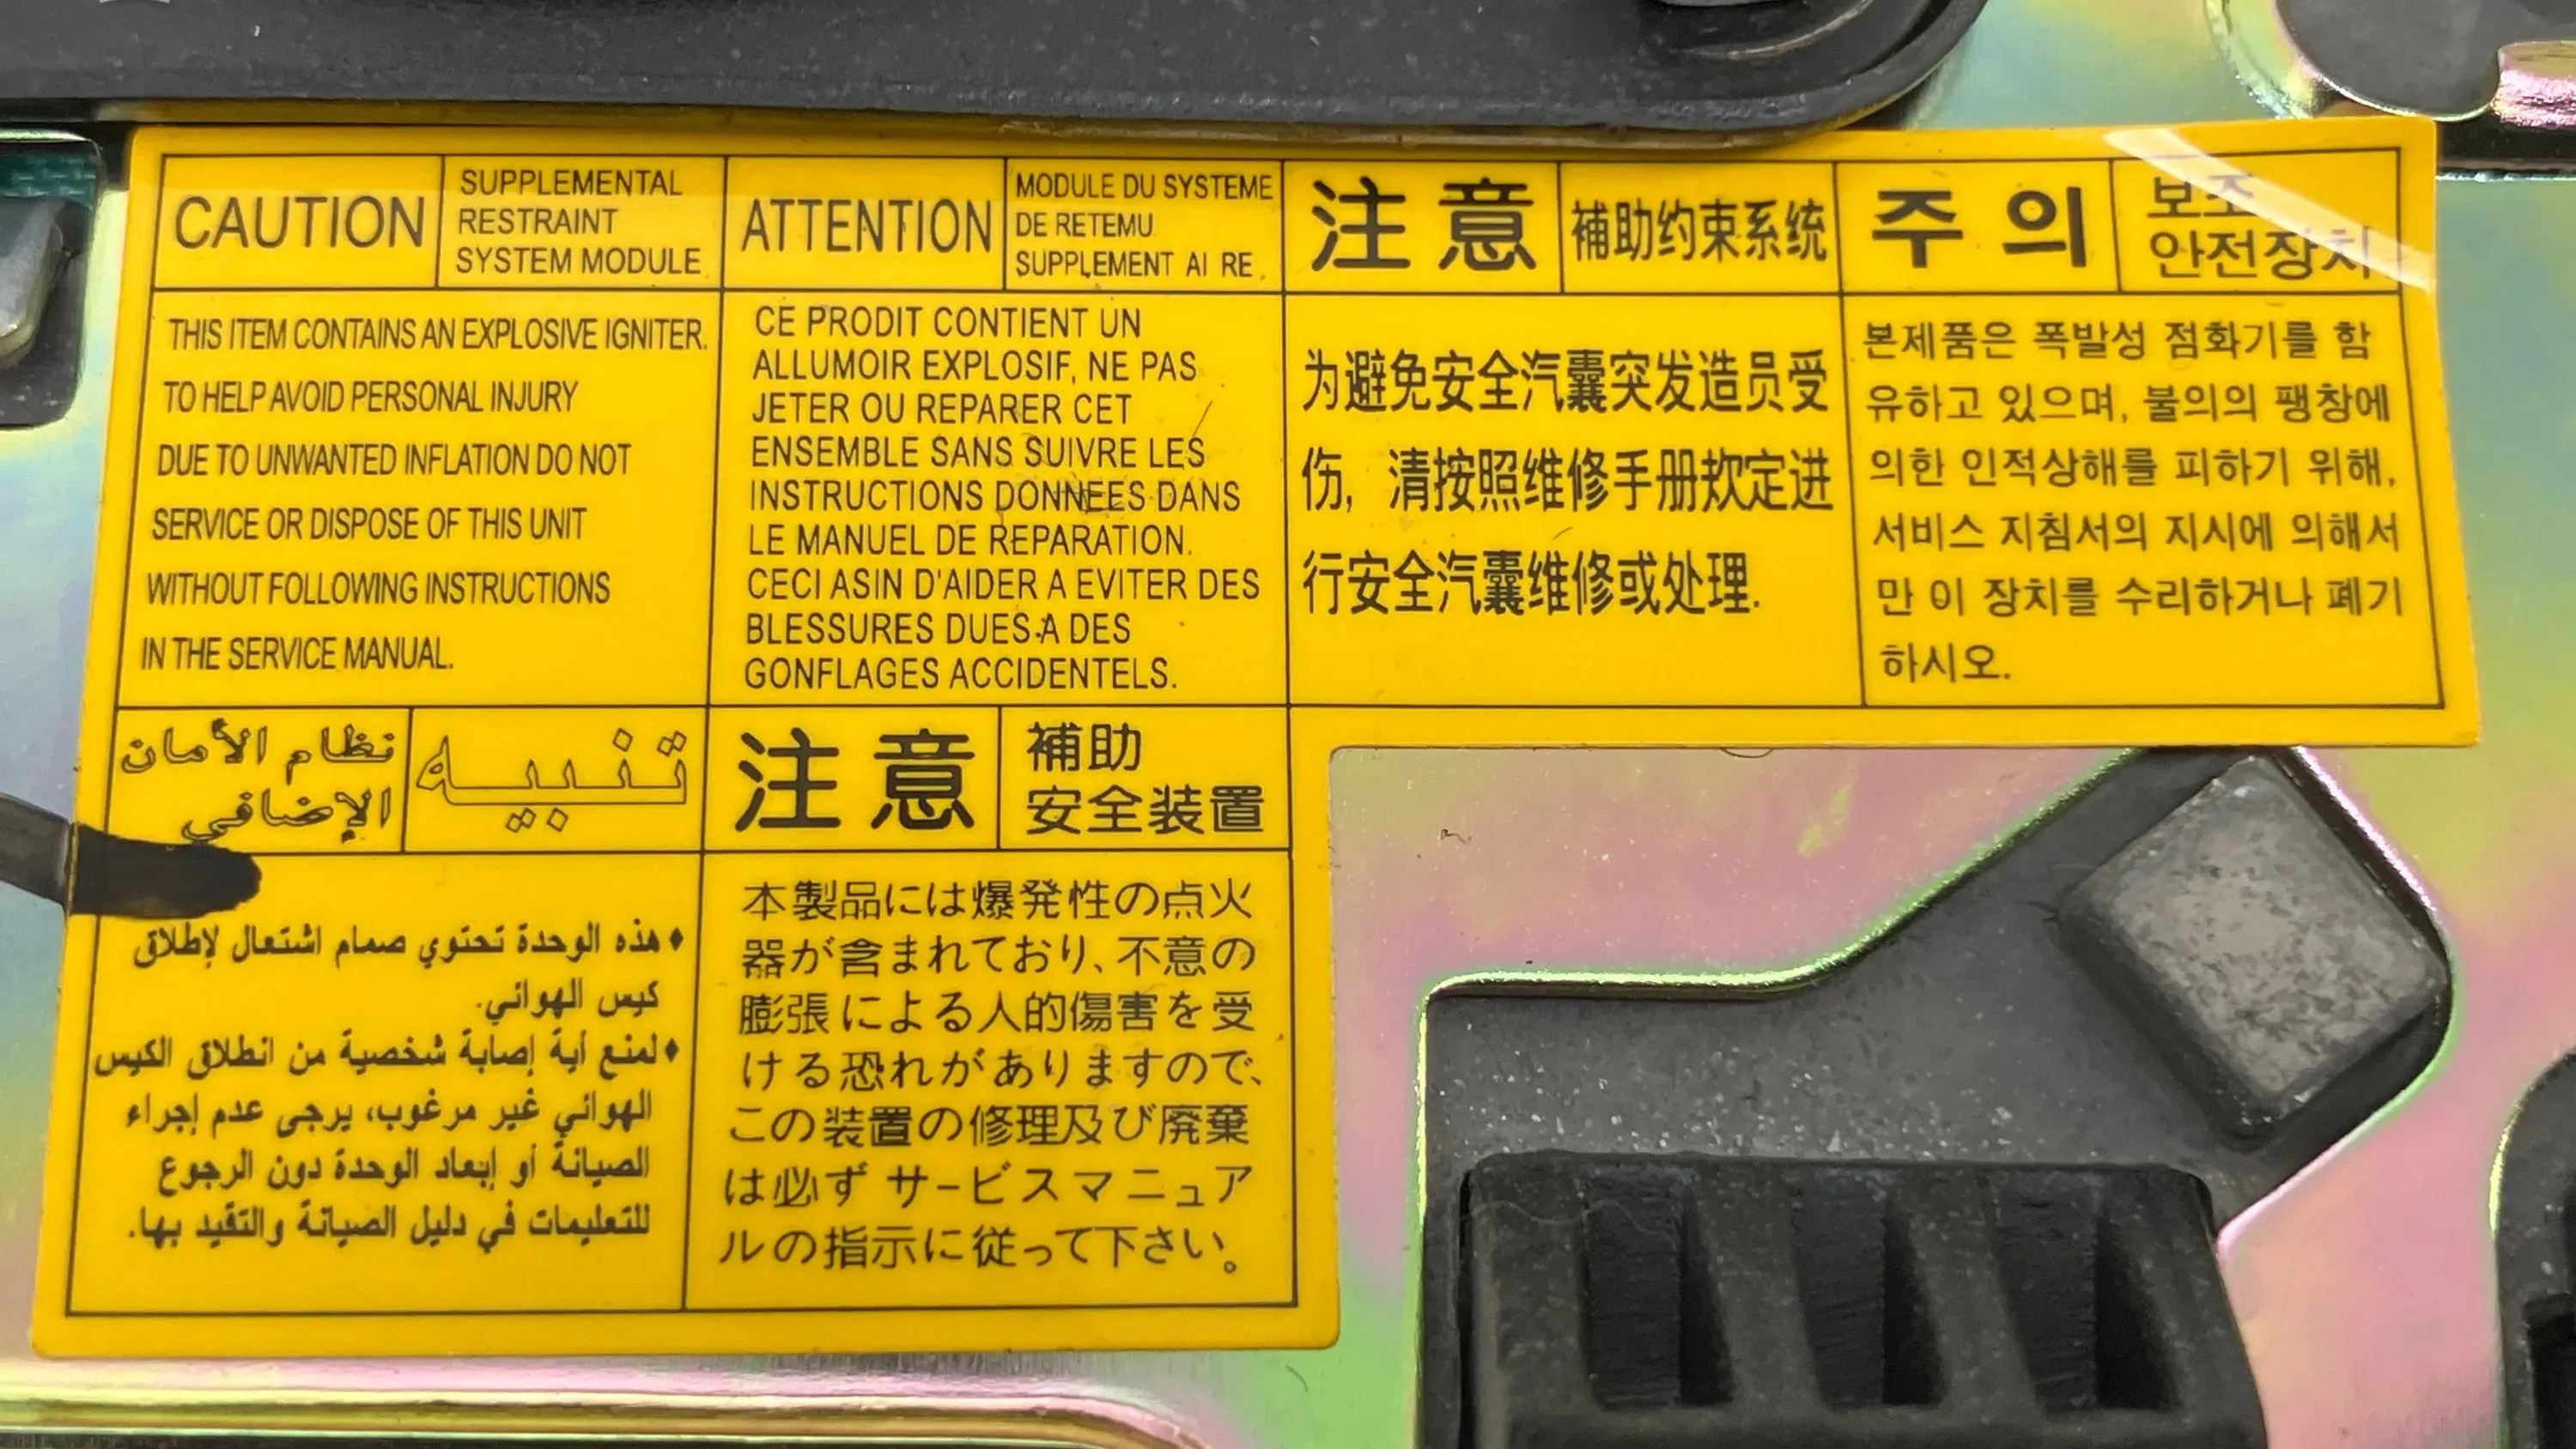 CAUTION
SUPPLEMENTAL
RESTRAINT
SYSTEM MODULE
THIS ITEM CONTAINS AN EXPLOSIVE IGNITER.
TO HELP AVOID PERSONAL INJURY
DUE TO UNWANTED INFLATION DO NOT
SERVICE OR DISPOSE OF THIS UNIT
WITHOUT FOLLOWING INSTRUCTIONS
IN THE SERVICE MANUAL.
ATTENTION
MODULE DU SYSTEME
DE RETEMU
SUPPLEMENT AI RE.
CE PRODIT CONTIENT UN
ALLUMOIR EXPLOSIF, NE PAS
JETER OU REPARER CET
ENSEMBLE SANS SUIVRE LES
INSTRUCTIONS DONNEES DANS
LE MANUEL DE REPARATION.
CECI ASIN D'AIDER A EVITER DES
BLESSURES DUES A DES
GONFLAGES ACCIDENTELS.
注意
補助约束系统
为避免安全汽囊突发造员受
伤, 清按照维修手册欻定进
行安全汽囊维修或处理.
주의
보조
안전장치
본제품은 폭발성 점화기를 함
유하고 있으며, 불의의 팽창에
의한 인적상해를 피하기 위해,
서비스 지침서의 지시에 의해서
만 이 장치를 수리하거나 폐기
하시오.
تنبيه
نظام الأمان
الإضافي
♦هذه الوحدة تحتوي صمام اشتعال لإطلاق
كيس الهوائي.
♦لمنع أية إصابة شخصية من انطلاق الكيس
الهوائي غير مرغوب، يرجى عدم إجراء
الصيانة أو إبعاد الوحدة دون الرجوع
للتعليمات في دليل الصيانة والتقيد بها.
注意
補助
安全装置
本製品には爆発性の点火
器が含まれており、不意の
膨張による人的傷害を受
ける恐れがありますので、
この装置の修理及び廃棄
は必ずサービスマニュア
ルの指示に従って下さい。